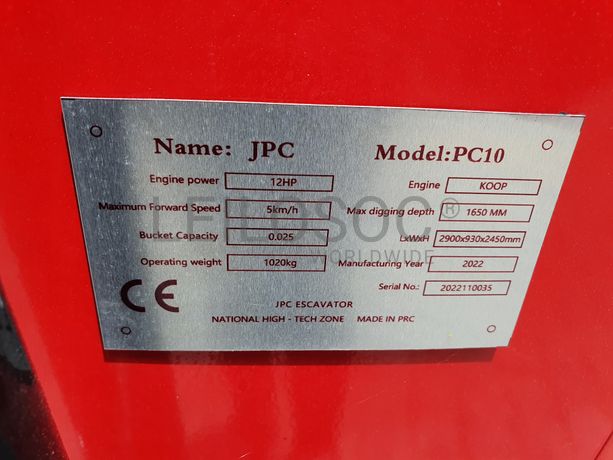 Name: JPC Model:PC10
Engine power 12HP Engine KOOP
Maximum Forward Speed 5km/h Max digging depth 1650 MM
Bucket Capacity 0.025 LxWxH 2900x930x2450mm
Operating weight 1020kg Manufacturing Year 2022
Serial No.: 2022110035
CE
JPC ESCAVATOR
NATIONAL HIGH - TECH ZONE MADE IN PRC
LEILOSOC®
WORLDWIDE